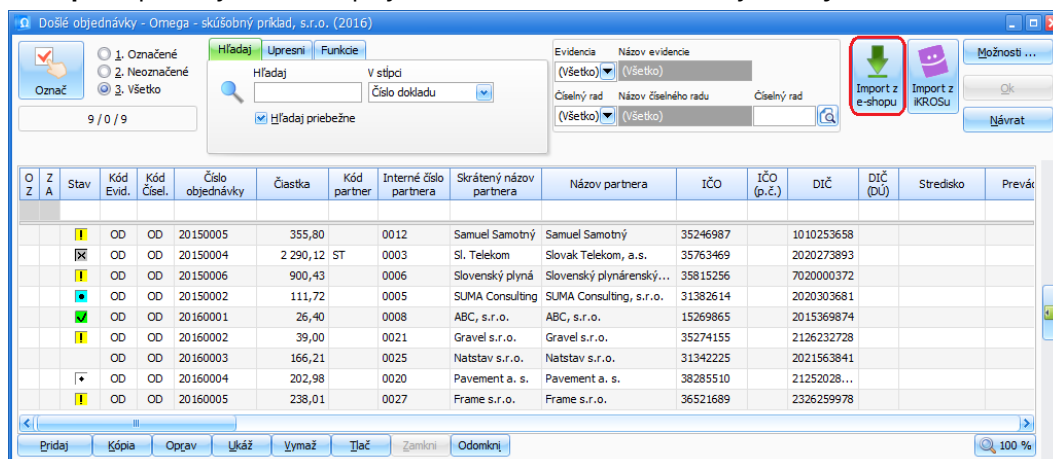 Došlé objednávky - Omega - skúšobný príklad, s.r.o. (2016)
Označ
1. Označené
2. Neoznačené
3. Všetko
9 / 0 / 9
Hľadaj Upresni Funkcie
Hľadaj V stĺpci
Číslo dokladu
Hľadaj priebežne
Evidencia Názov evidencie
(Všetko) (Všetko)
Číselný rad Názov číselného radu Číselný rad
(Všetko) (Všetko)
Import z e-shopu
Import z iKROSu
Možnosti ...
Ok
Návrat
O Z Z A Stav Kód Evid. Kód Čísel. Číslo objednávky Čiastka Kód partner Interné číslo partnera Skrátený názov partnera Názov partnera IČO IČO (p.č.) DIČ DIČ (DÚ) Stredisko Prevád
OD OD 20150005 355,80 0012 Samuel Samotný Samuel Samotný 35246987 1010253658
OD OD 20150004 2 290,12 ST 0003 Sl. Telekom Slovak Telekom, a.s. 35763469 2020273893
OD OD 20150006 900,43 0006 Slovenský plyná Slovenský plynárenský... 35815256 7020000372
OD OD 20150002 111,72 0005 SUMA Consulting SUMA Consulting, s.r.o. 31382614 2020303681
OD OD 20160001 26,40 0008 ABC, s.r.o. ABC, s.r.o. 15269865 2015369874
OD OD 20160002 39,00 0021 Gravel s.r.o. Gravel s.r.o. 35274155 2126232728
OD OD 20160003 166,21 0025 Natstav s.r.o. Natstav s.r.o. 31342225 2021563841
OD OD 20160004 202,98 0020 Pavement a. s. Pavement a. s. 38285510 21252028...
OD OD 20160005 238,01 0027 Frame s.r.o. Frame s.r.o. 36521689 2326259978
Pridaj Kópia Oprav Ukáž Vymaž Tlač Zamkni Odomkni 100 %